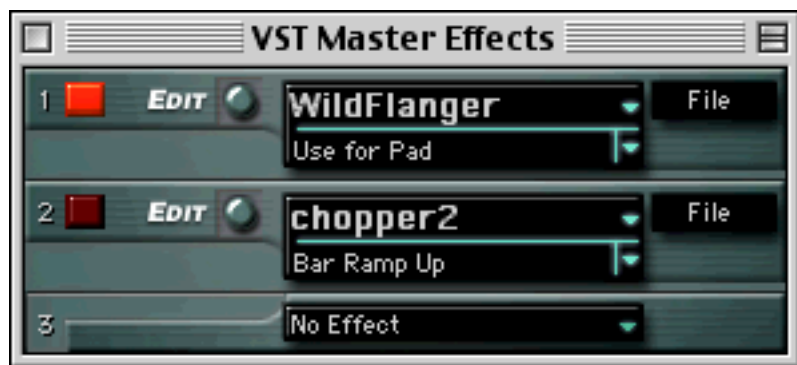 VST Master Effects
1 EDIT WildFlanger File
Use for Pad
2 EDIT chopper2 File
Bar Ramp Up
3 No Effect